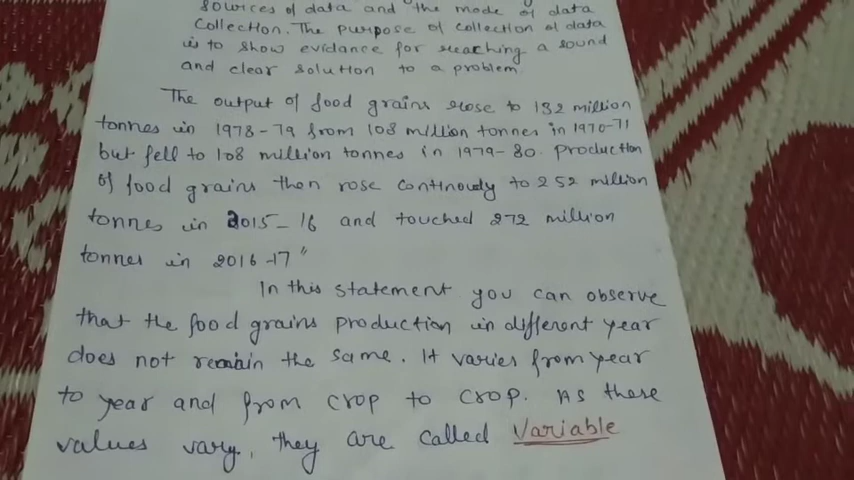 sources of data and the mode of data
Collection. The purpose of collection of data
is to show evidance for reaching a sound
and clear solution to a problem
The output of food grains rose to 132 million
tonnes in 1978-79 from 108 million tonnes in 1970-71
but fell to 108 million tonnes in 1979-80. Production
of food grains then rose continously to 252 million
tonnes in 2015-16 and touched 272 million
tonnes in 2016-17"
In this statement you can observe
that the food grains production in different year
does not remain the same. It varies from year
to year and from crop to crop. As these
values vary, they are called Variable